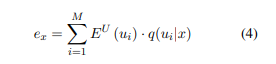 e_x = \sum_{i=1}^{M} E^U (u_i) \cdot q(u_i|x) (4)